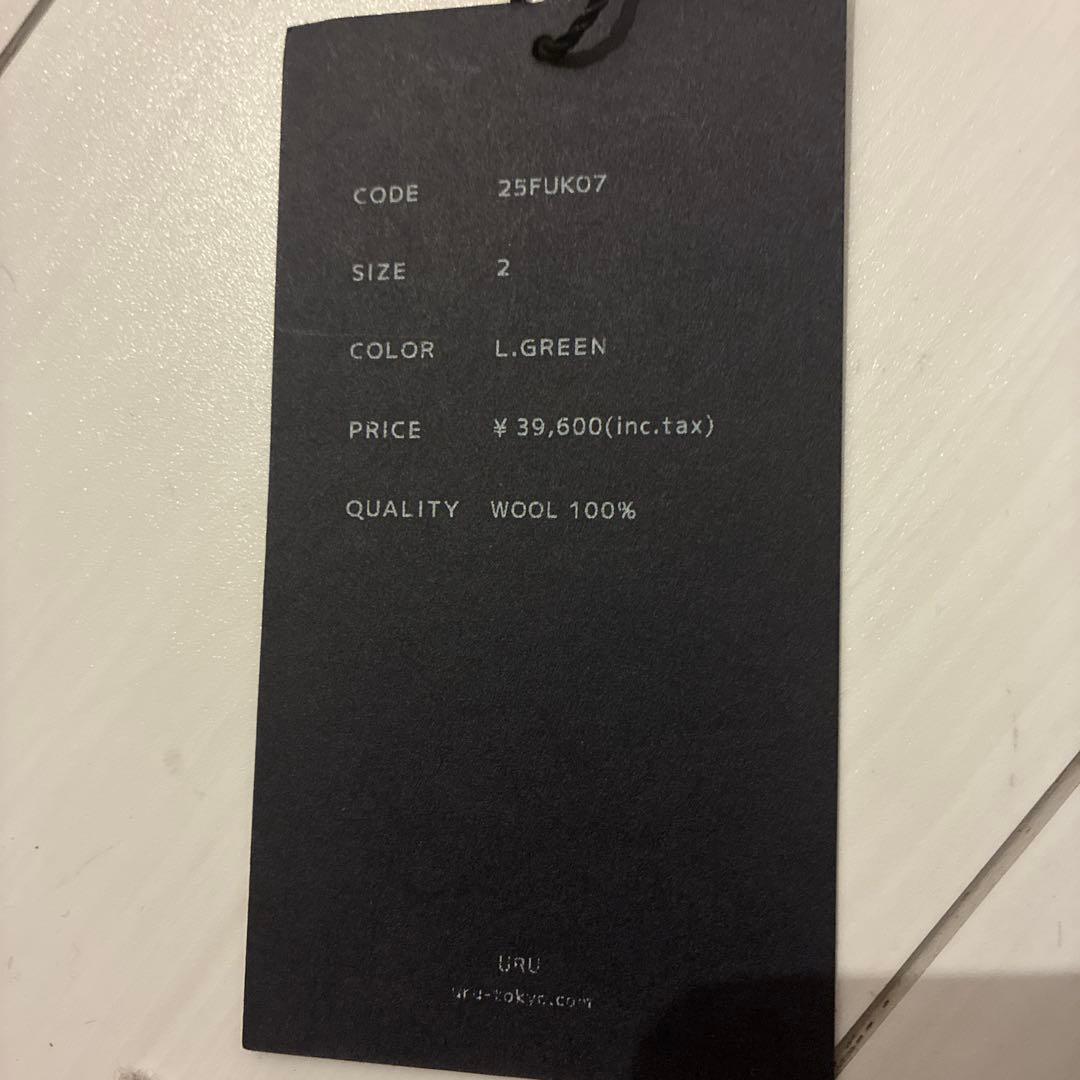 CODE 25FUK07
SIZE 2
COLOR L.GREEN
PRICE ¥ 39,600(inc.tax)
QUALITY WOOL 100%
URU
uru-tokyo.com